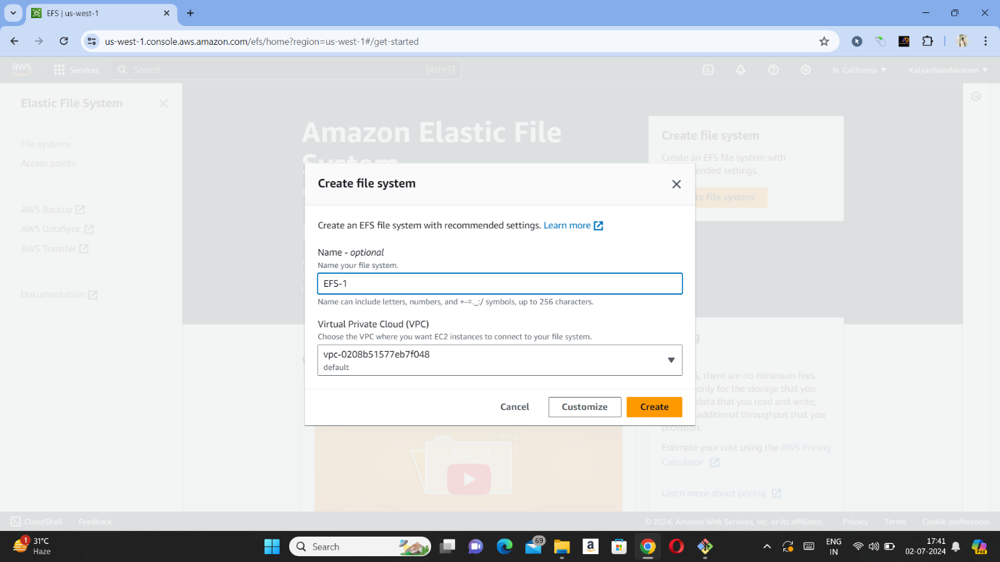 EFS | us-west-1
us-west-1.console.aws.amazon.com/efs/home?region=us-west-1#/get-started
aws
Services
Search
[Alt+S]
N. California
KalyanNandavaram
Elastic File System
File systems
Access points
AWS Backup
AWS DataSync
AWS Transfer
Documentation
Amazon Elastic File
System
Create file system
Create an EFS file system with
ended settings.
te file system
Create file system
Create an EFS file system with recommended settings. Learn more
Name - optional
Name your file system.
EFS-1
Name can include letters, numbers, and +-=._:/ symbols, up to 256 characters.
Virtual Private Cloud (VPC)
Choose the VPC where you want EC2 instances to connect to your file system.
vpc-0208b51577eb7f048
default
Cancel
Customize
Create
g
, there are no minimum fees.
only for the storage that you
data that you read and write,
additional throughput that you
provision.
Estimate your cost using the AWS Pricing
Calculator
Learn more about pricing
CloudShell
Feedback
© 2024, Amazon Web Services, Inc. or its affiliates.
Privacy
Terms
Cookie preferences
1
31°C
Haze
Search
69
ENG
IN
17:41
02-07-2024
PRE